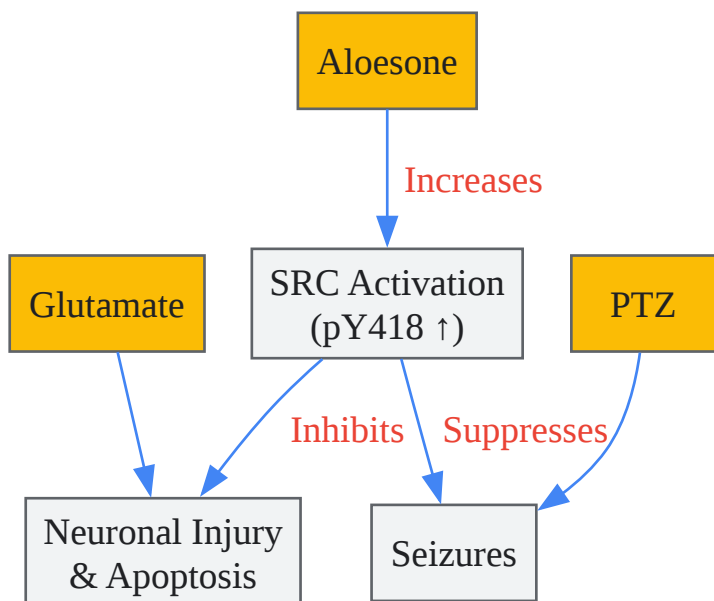 Aloesone
Increases
Glutamate
SRC Activation
(pY418 ↑)
PTZ
Inhibits
Suppresses
Neuronal Injury
& Apoptosis
Seizures